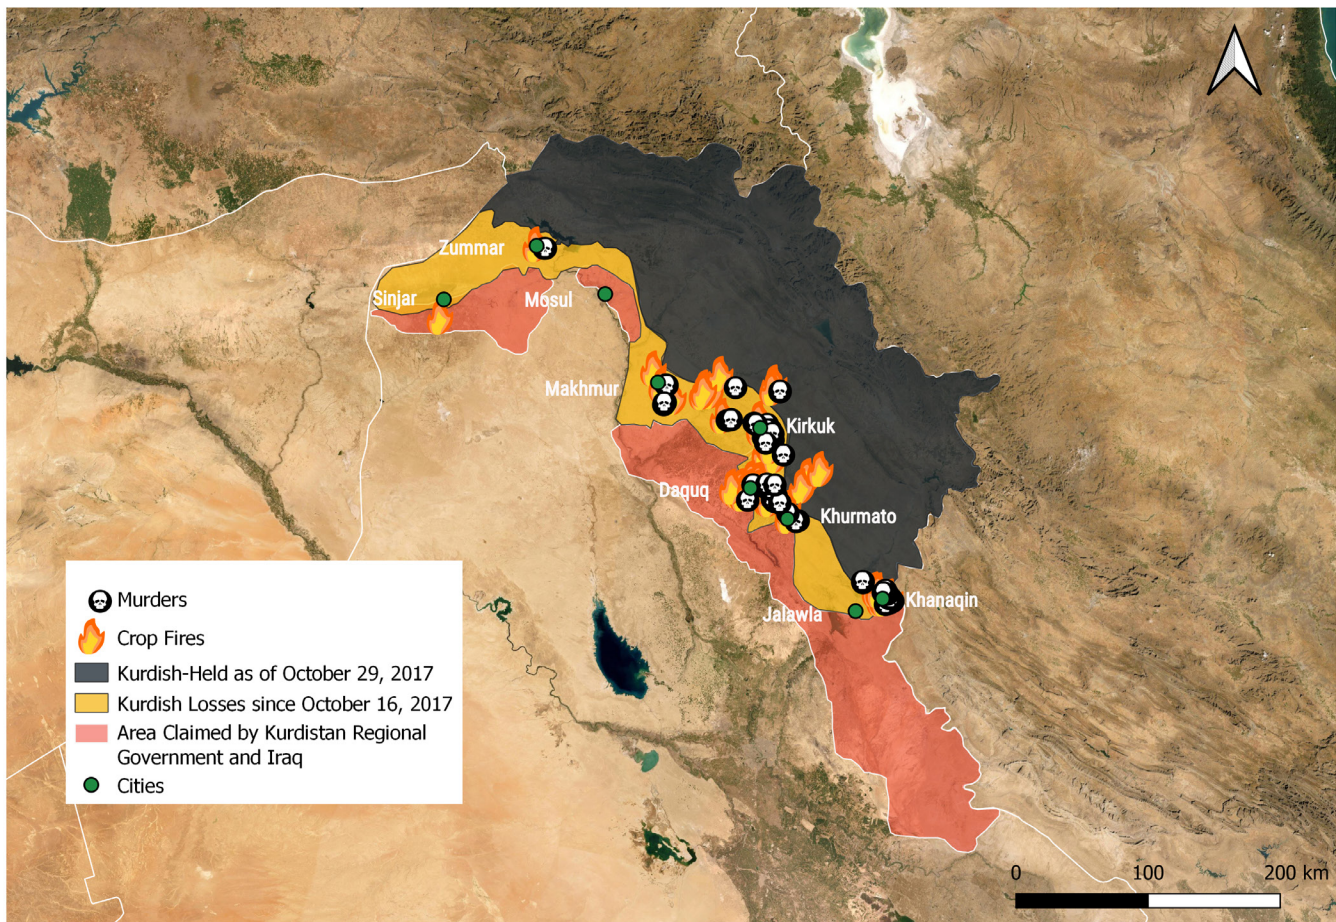 Zummar
Sinjar
Mosul
Makhmur
Kirkuk
Daquq
Khurmato
Jalawla
Khanaqin
Murders
Crop Fires
Kurdish-Held as of October 29, 2017
Kurdish Losses since October 16, 2017
Area Claimed by Kurdistan Regional
Government and Iraq
Cities
0 100 200 km